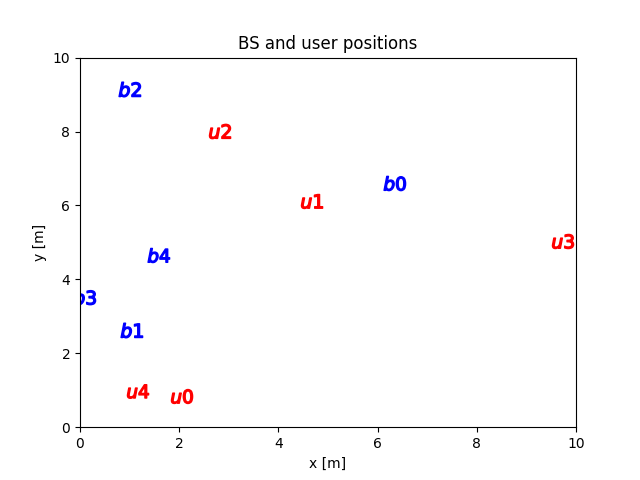 BS and user positions
10
b2
8
u2
b0
6
u1
u3
b4
4
b3
b1
2
u4
u0
0
0 2 4 6 8 10
x [m]
y [m]